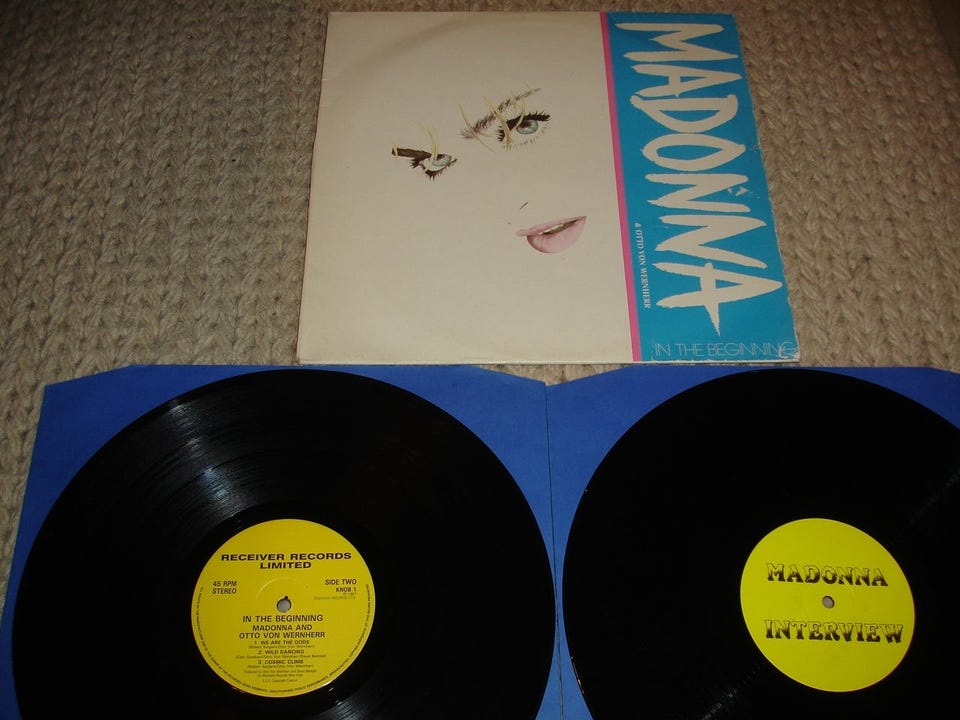 MADONNA
& OTTO VON WERNHERR
IN THE BEGINNING
RECEIVER RECORDS
LIMITED
45 RPM
STEREO
SIDE TWO
KNOB 1
IN THE BEGINNING
MADONNA AND
OTTO VON WERNHERR
1. WE ARE THE GODS
2. WILD DANCING
3. COSMIC CLIMB
MADONNA
INTERVIEW